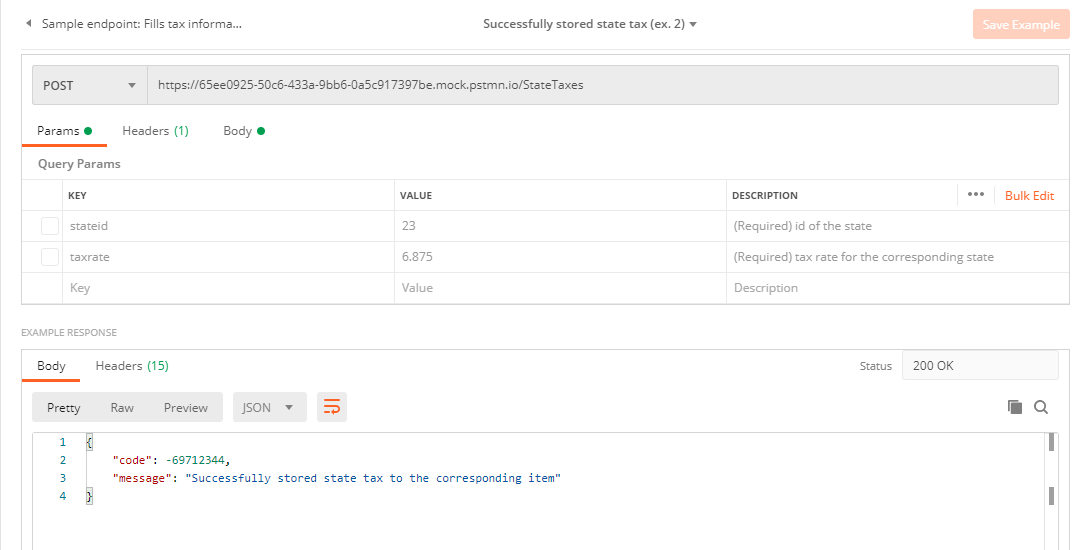 Sample endpoint: Fills tax informa...
Successfully stored state tax (ex. 2)
Save Example
POST
https://65ee0925-50c6-433a-9bb6-0a5c917397be.mock.pstmn.io/StateTaxes
Params Headers (1) Body
Query Params
KEY VALUE DESCRIPTION ••• Bulk Edit
stateid 23 (Required) id of the state
taxrate 6.875 (Required) tax rate for the corresponding state
Key Value Description
EXAMPLE RESPONSE
Body Headers (15) Status 200 OK
Pretty Raw Preview JSON
1 {
2 "code": -69712344,
3 "message": "Successfully stored state tax to the corresponding item"
4 }